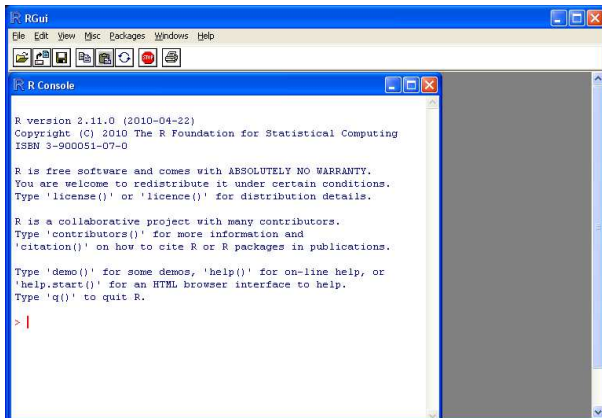 RGui
File Edit View Misc Packages Windows Help
STOP
R Console
R version 2.11.0 (2010-04-22)
Copyright (C) 2010 The R Foundation for Statistical Computing
ISBN 3-900051-07-0
R is free software and comes with ABSOLUTELY NO WARRANTY.
You are welcome to redistribute it under certain conditions.
Type 'license()' or 'licence()' for distribution details.
R is a collaborative project with many contributors.
Type 'contributors()' for more information and
'citation()' on how to cite R or R packages in publications.
Type 'demo()' for some demos, 'help()' for on-line help, or
'help.start()' for an HTML browser interface to help.
Type 'q()' to quit R.
>